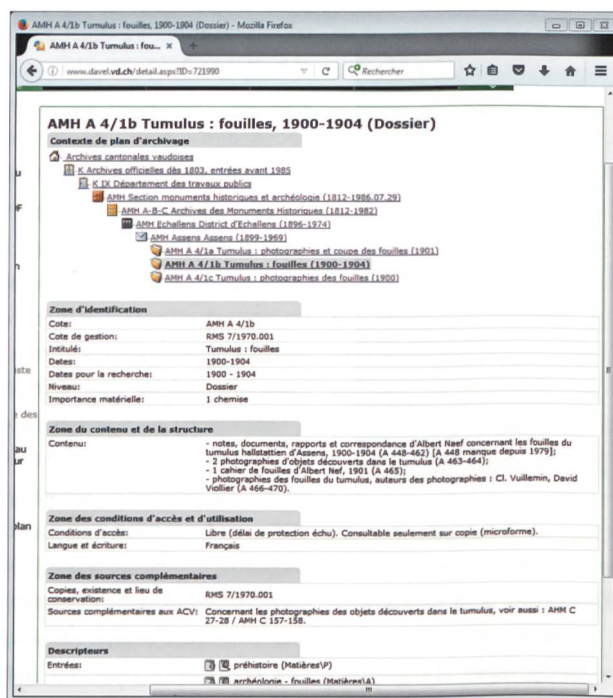 AMH A 4/1b Tumulus : fouilles, 1900-1904 (Dossier) - Mozilla Firefox
AMH A 4/1b Tumulus : fou... ×
www.davel.vd.ch/detail.aspx?ID=721990
Rechercher
AMH A 4/1b Tumulus : fouilles, 1900-1904 (Dossier)
Contexte de plan d'archivage
Archives cantonales vaudoises
K Archives officielles dès 1803, entrées avant 1985
K IX Département des travaux publics
AMH Section monuments historiques et archéologie (1812-1986.07.29)
AMH A-B-C Archives des Monuments Historiques (1812-1982)
AMH Echallens District d'Echallens (1896-1974)
AMH Assens Assens (1899-1969)
AMH A 4/1a Tumulus : photographies et coupe des fouilles (1901)
AMH A 4/1b Tumulus : fouilles (1900-1904)
AMH A 4/1c Tumulus : photographies des fouilles (1900)
Zone d'identification
Cote: AMH A 4/1b
Cote de gestion: RMS 7/1970.001
Intitulé: Tumulus : fouilles
Dates: 1900-1904
Dates pour la recherche: 1900 - 1904
Niveau: Dossier
Importance matérielle: 1 chemise
Zone du contenu et de la structure
Contenu: - notes, documents, rapports et correspondance d'Albert Naef concernant les fouilles du
tumulus hallstattien d'Assens, 1900-1904 (A 448-462) [A 448 manque depuis 1979];
- 2 photographies d'objets découverts dans le tumulus (A 463-464);
- 1 cahier de fouilles d'Albert Nef, 1901 (A 465);
- photographies des fouilles du tumulus, auteurs des photographies : Cl. Vuillemin, David
Viollier (A 466-470).
Zone des conditions d'accès et d'utilisation
Conditions d'accès: Libre (délai de protection échu). Consultable seulement sur copie (microforme).
Langue et écriture: Français
Zone des sources complémentaires
Copies, existence et lieu de
conservation: RMS 7/1970.001
Sources complémentaires aux ACV: Concernant les photographies des objets découverts dans le tumulus, voir aussi : AHM C
27-28 / AMH C 157-158.
Descripteurs
Entrées: préhistoire (Matières\P)
archéologie - fouilles (Matières\A)